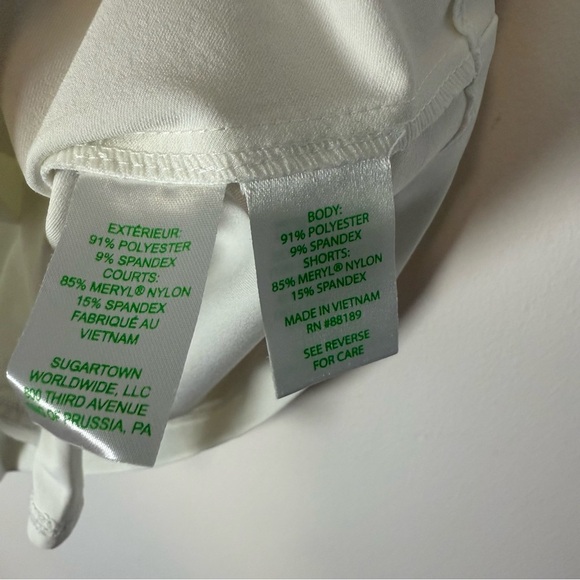 EXTÉRIEUR:
91% POLYESTER
9% SPANDEX
COURTS:
85% MERYL® NYLON
15% SPANDEX
FABRIQUÉ AU
VIETNAM
SUGARTOWN
WORLDWIDE, LLC
800 THIRD AVENUE
OF PRUSSIA, PA
BODY:
91% POLYESTER
9% SPANDEX
SHORTS:
85% MERYL® NYLON
15% SPANDEX
MADE IN VIETNAM
RN #88189
SEE REVERSE
FOR CARE